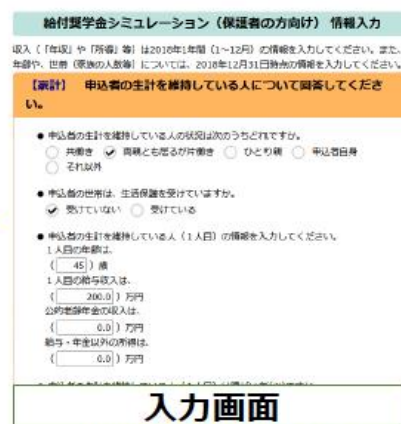 給付奨学金シミュレーション（保護者の方向け） 情報入力
収入（「年収」や「所得」等）は2018年1年間（1～12月）の情報を入力してください。また、
年齢や、世帯（家族の人数等）については、2018年12月31日時点の情報を入力してください。
【家計】 申込者の生計を維持している人について回答してくださ
い。
● 申込者の生計を維持している人の状況は次のうちどれですか。
共働き 両親とも居るが片働き ひとり親 申込者自身
それ以外
● 申込者の世帯は、生活保護を受けていますか。
受けていない 受けている
● 申込者の生計を維持している人（1人目）の情報を入力してください。
1人目の年齢は、
（ 45 ）歳
1人目の給与収入は、
（ 200.0 ）万円
公的老齢年金の収入は、
（ 0.0 ）万円
給与・年金以外の所得は、
（ 0.0 ）万円
入力画面